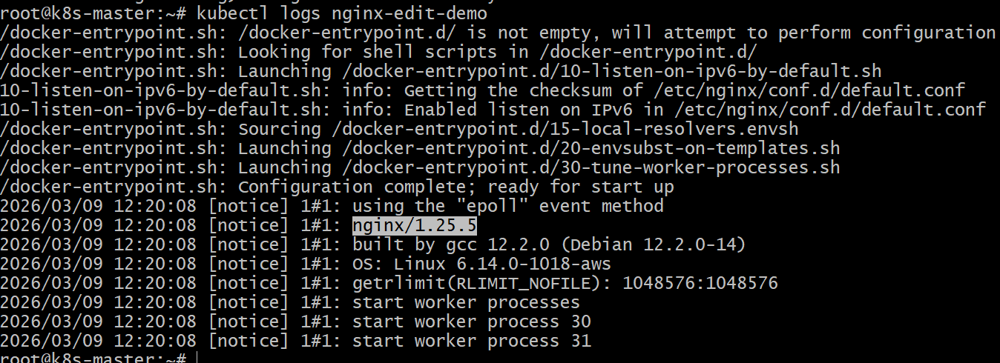 root@k8s-master:~# kubectl logs nginx-edit-demo
/docker-entrypoint.sh: /docker-entrypoint.d/ is not empty, will attempt to perform configuration
/docker-entrypoint.sh: Looking for shell scripts in /docker-entrypoint.d/
/docker-entrypoint.sh: Launching /docker-entrypoint.d/10-listen-on-ipv6-by-default.sh
10-listen-on-ipv6-by-default.sh: info: Getting the checksum of /etc/nginx/conf.d/default.conf
10-listen-on-ipv6-by-default.sh: info: Enabled listen on IPv6 in /etc/nginx/conf.d/default.conf
/docker-entrypoint.sh: Sourcing /docker-entrypoint.d/15-local-resolvers.envsh
/docker-entrypoint.sh: Launching /docker-entrypoint.d/20-envsubst-on-templates.sh
/docker-entrypoint.sh: Launching /docker-entrypoint.d/30-tune-worker-processes.sh
/docker-entrypoint.sh: Configuration complete; ready for start up
2026/03/09 12:20:08 [notice] 1#1: using the "epoll" event method
2026/03/09 12:20:08 [notice] 1#1: nginx/1.25.5
2026/03/09 12:20:08 [notice] 1#1: built by gcc 12.2.0 (Debian 12.2.0-14)
2026/03/09 12:20:08 [notice] 1#1: OS: Linux 6.14.0-1018-aws
2026/03/09 12:20:08 [notice] 1#1: getrlimit(RLIMIT_NOFILE): 1048576:1048576
2026/03/09 12:20:08 [notice] 1#1: start worker processes
2026/03/09 12:20:08 [notice] 1#1: start worker process 30
2026/03/09 12:20:08 [notice] 1#1: start worker process 31
root@k8s-master:~#